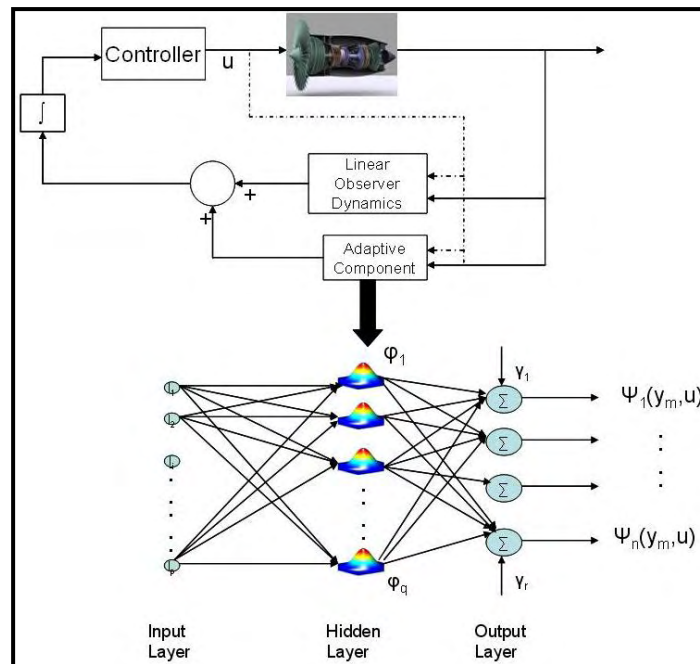 Controller
u
∫
Linear
Observer
Dynamics
+
+
Adaptive
Component
φ1
γ1
Σ
Ψ1(ym,u)
Σ
Σ
Σ
Ψn(ym,u)
φq
γr
Input
Layer
Hidden
Layer
Output
Layer